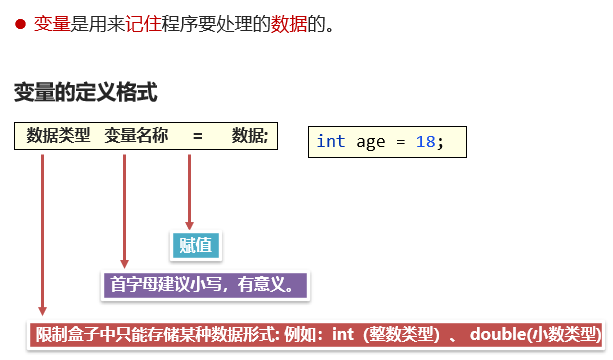 ● 变量是用来记住程序要处理的数据的。
变量的定义格式
数据类型 变量名称 = 数据;
int age = 18;
赋值
首字母建议小写，有意义。
限制盒子中只能存储某种数据形式: 例如：int（整数类型）、 double(小数类型)